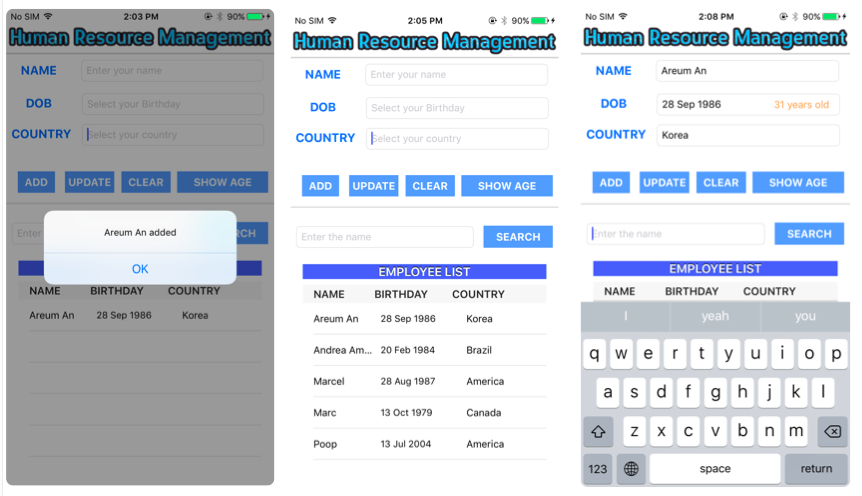 No SIM 2:03 PM 90%
Human Resource Management
NAME Enter your name
DOB Select your Birthday
COUNTRY Select your country
ADD UPDATE CLEAR SHOW AGE
Enter RCH
Areum An added
OK
NAME BIRTHDAY COUNTRY
Areum An 28 Sep 1986 Korea
No SIM 2:05 PM 90%
Human Resource Management
NAME Enter your name
DOB Select your Birthday
COUNTRY Select your country
ADD UPDATE CLEAR SHOW AGE
Enter the name SEARCH
EMPLOYEE LIST
NAME BIRTHDAY COUNTRY
Areum An 28 Sep 1986 Korea
Andrea Am... 20 Feb 1984 Brazil
Marcel 28 Aug 1987 America
Marc 13 Oct 1979 Canada
Poop 13 Jul 2004 America
No SIM 2:08 PM 90%
Human Resource Management
NAME Areum An
DOB 28 Sep 1986 31 years old
COUNTRY Korea
ADD UPDATE CLEAR SHOW AGE
Enter the name SEARCH
EMPLOYEE LIST
NAME BIRTHDAY COUNTRY
I yeah you
q w e r t y u i o p
a s d f g h j k l
z x c v b n m
123 space return